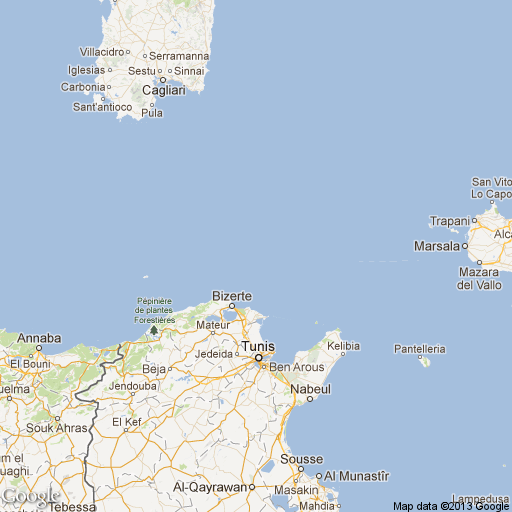 Villacidro
Serramanna
Iglesias
Sestu
Sinnai
Carbonia
Cagliari
Sant'antioco
Pula
San Vito
Lo Capo
Trapani
Alca
Marsala
Mazara
del Vallo
Pépinière
de plantes
Forestières
Bizerte
Mateur
Annaba
Tunis
Kelibia
Pantelleria
El Bouni
Jedeida
Ben Arous
Béja
Jendouba
Nabeul
uelma
El Kef
Souk Ahras
Sousse
um el
uaghi
Al Munastîr
Masakin
Al-Qayrawan
Mahdia
Lampedusa
Google
Tebessa
Map data ©2013 Google